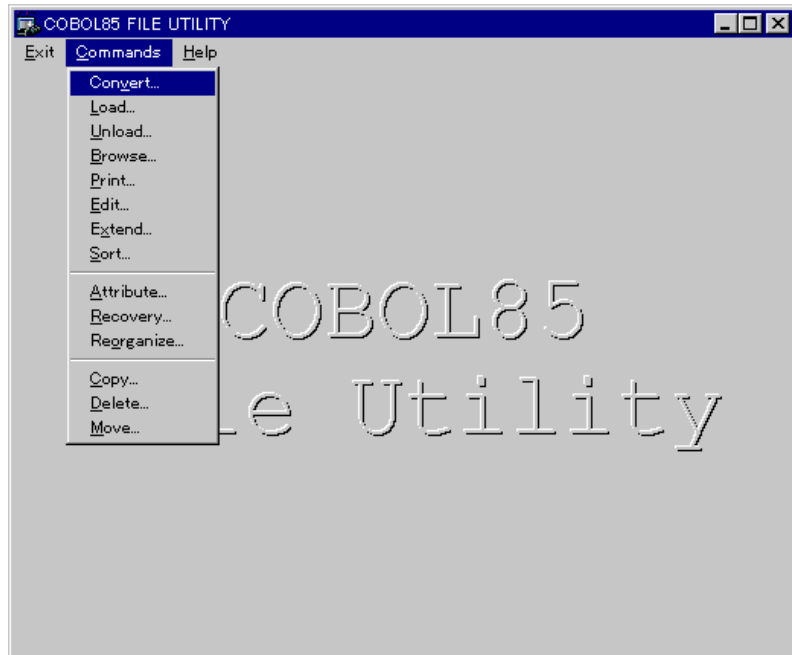 COBOL85 FILE UTILITY
Exit Commands Help
Convert...
Load...
Unload...
Browse...
Print...
Edit...
Extend...
Sort...
Attribute...
Recovery...
Reorganize...
Copy...
Delete...
Move...
COBOL85
le Utility